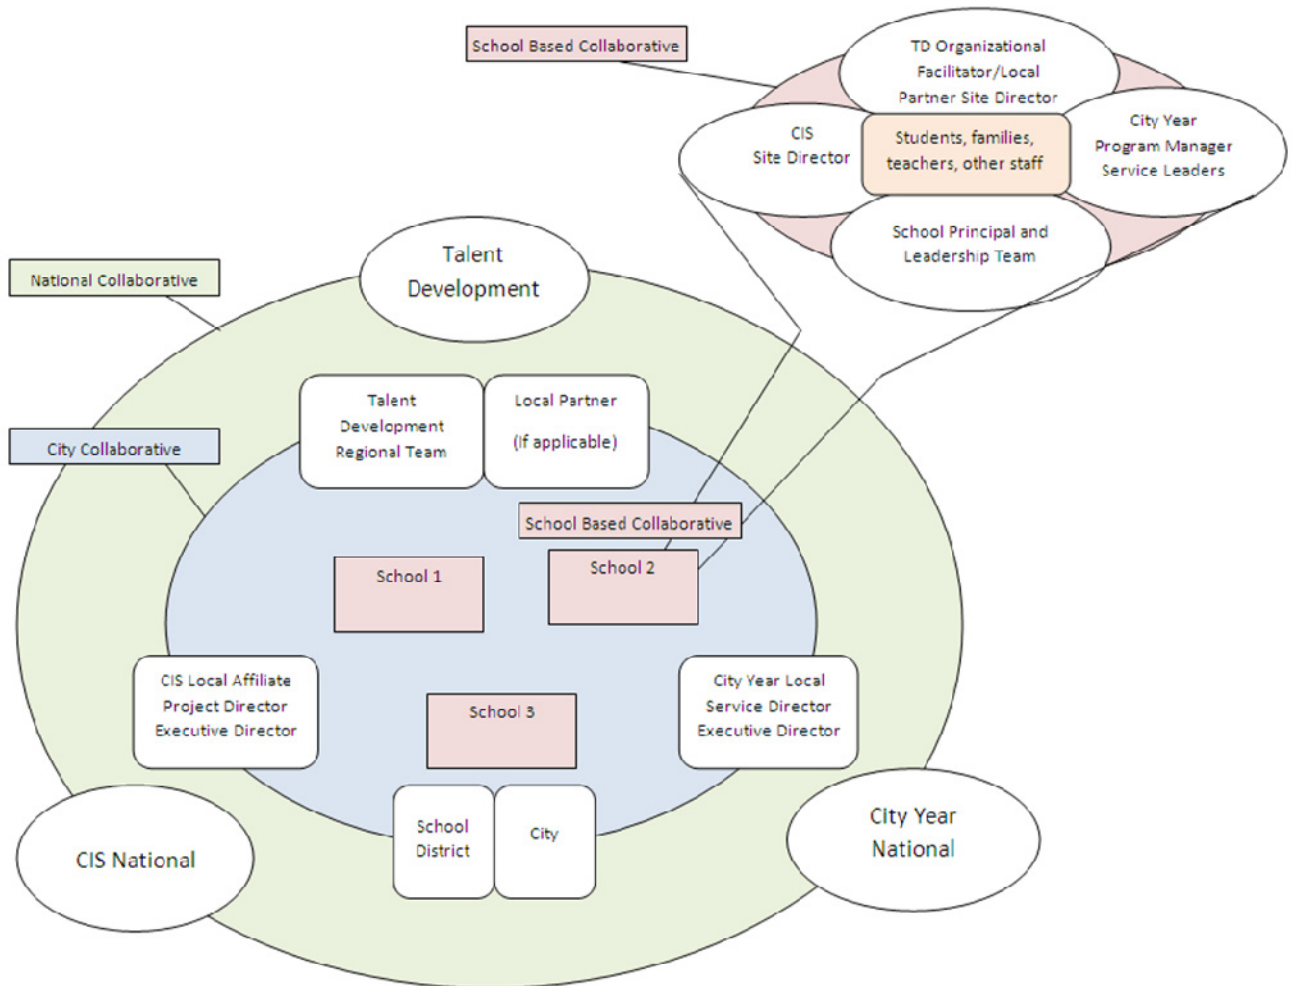 School Based Collaborative
TD Organizational
Facilitator/Local
Partner Site Director
CIS
Site Director
Students, families,
teachers, other staff
City Year
Program Manager
Service Leaders
School Principal and
Leadership Team
National Collaborative
Talent
Development
City Collaborative
Talent
Development
Regional Team
Local Partner
(If applicable)
School Based Collaborative
School 1
School 2
CIS Local Affiliate
Project Director
Executive Director
School 3
City Year Local
Service Director
Executive Director
School
District
City
CIS National
City Year
National